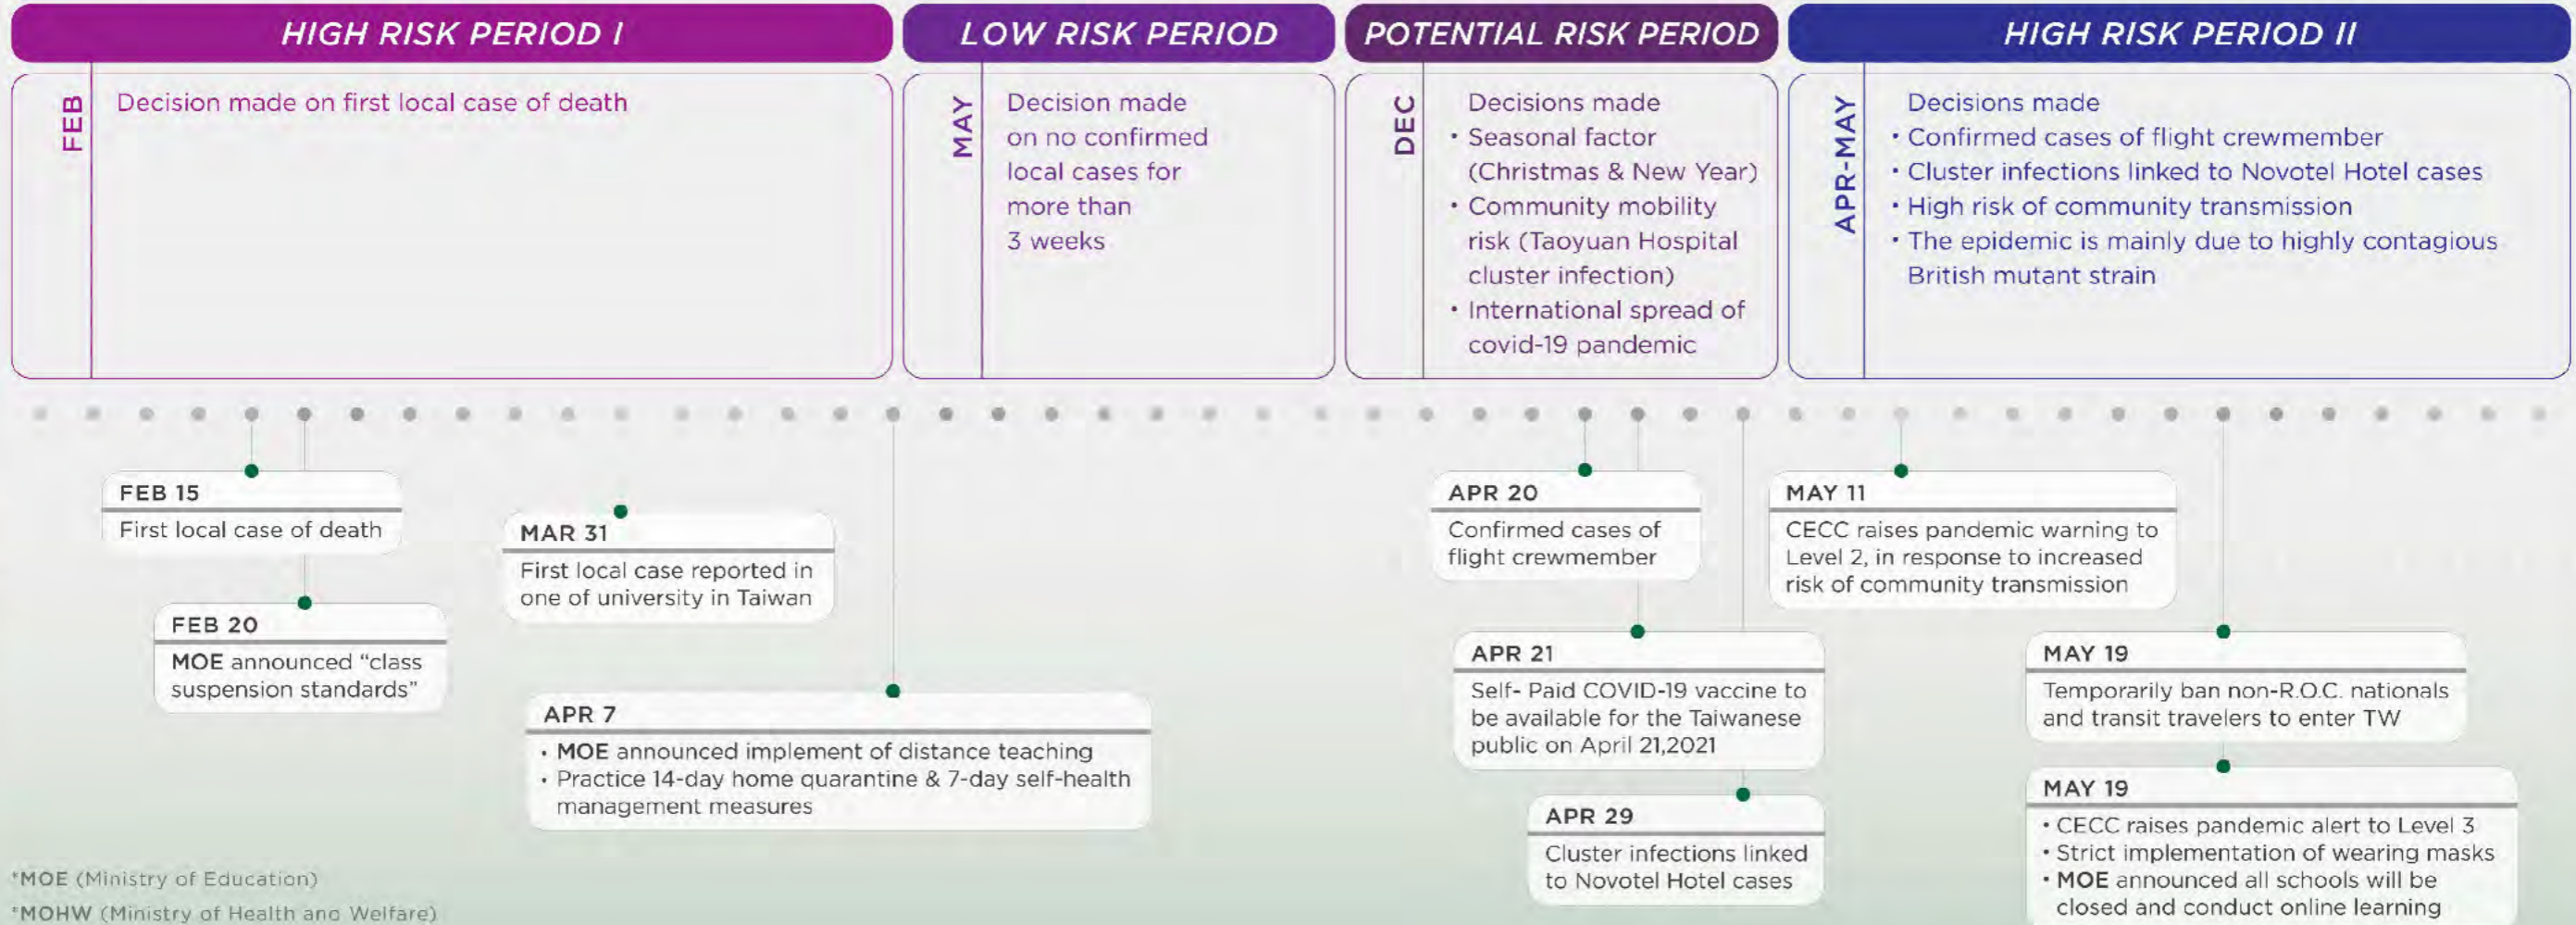 HIGH RISK PERIOD I
FEB
Decision made on first local case of death
LOW RISK PERIOD
MAY
Decision made
on no confirmed
local cases for
more than
3 weeks
POTENTIAL RISK PERIOD
DEC
Decisions made
• Seasonal factor
(Christmas & New Year)
• Community mobility
risk (Taoyuan Hospital
cluster infection)
• International spread of
covid-19 pandemic
HIGH RISK PERIOD II
APR-MAY
Decisions made
• Confirmed cases of flight crewmember
• Cluster infections linked to Novotel Hotel cases
• High risk of community transmission
• The epidemic is mainly due to highly contagious
British mutant strain
FEB 15
First local case of death
FEB 20
MOE announced “class
suspension standards”
MAR 31
First local case reported in
one of university in Taiwan
APR 7
• MOE announced implement of distance teaching
• Practice 14-day home quarantine & 7-day self-health
management measures
APR 20
Confirmed cases of
flight crewmember
APR 21
Self- Paid COVID-19 vaccine to
be available for the Taiwanese
public on April 21,2021
APR 29
Cluster infections linked
to Novotel Hotel cases
MAY 11
CECC raises pandemic warning to
Level 2, in response to increased
risk of community transmission
MAY 19
Temporarily ban non-R.O.C. nationals
and transit travelers to enter TW
MAY 19
• CECC raises pandemic alert to Level 3
• Strict implementation of wearing masks
• MOE announced all schools will be
closed and conduct online learning
*MOE (Ministry of Education)
*MOHW (Ministry of Health and Welfare)